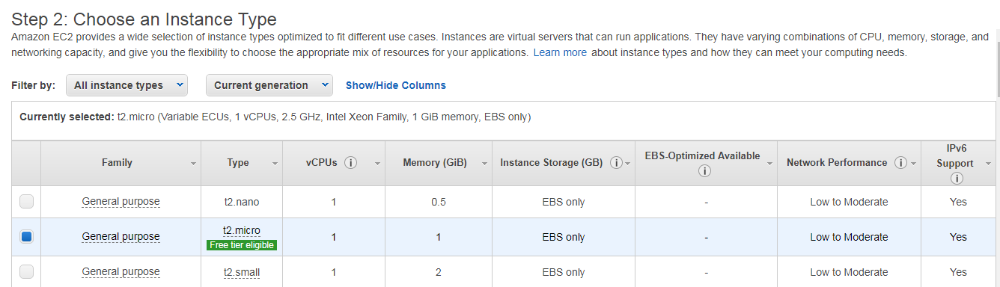 Step 2: Choose an Instance Type
Amazon EC2 provides a wide selection of instance types optimized to fit different use cases. Instances are virtual servers that can run applications. They have varying combinations of CPU, memory, storage, and
networking capacity, and give you the flexibility to choose the appropriate mix of resources for your applications. Learn more about instance types and how they can meet your computing needs.
Filter by: All instance types Current generation Show/Hide Columns
Currently selected: t2.micro (Variable ECUs, 1 vCPUs, 2.5 GHz, Intel Xeon Family, 1 GiB memory, EBS only)
Family Type vCPUs i Memory (GiB) Instance Storage (GB) i EBS-Optimized Available i Network Performance i IPv6 Support i
General purpose t2.nano 1 0.5 EBS only - Low to Moderate Yes
General purpose t2.micro Free tier eligible 1 1 EBS only - Low to Moderate Yes
General purpose t2.small 1 2 EBS only - Low to Moderate Yes